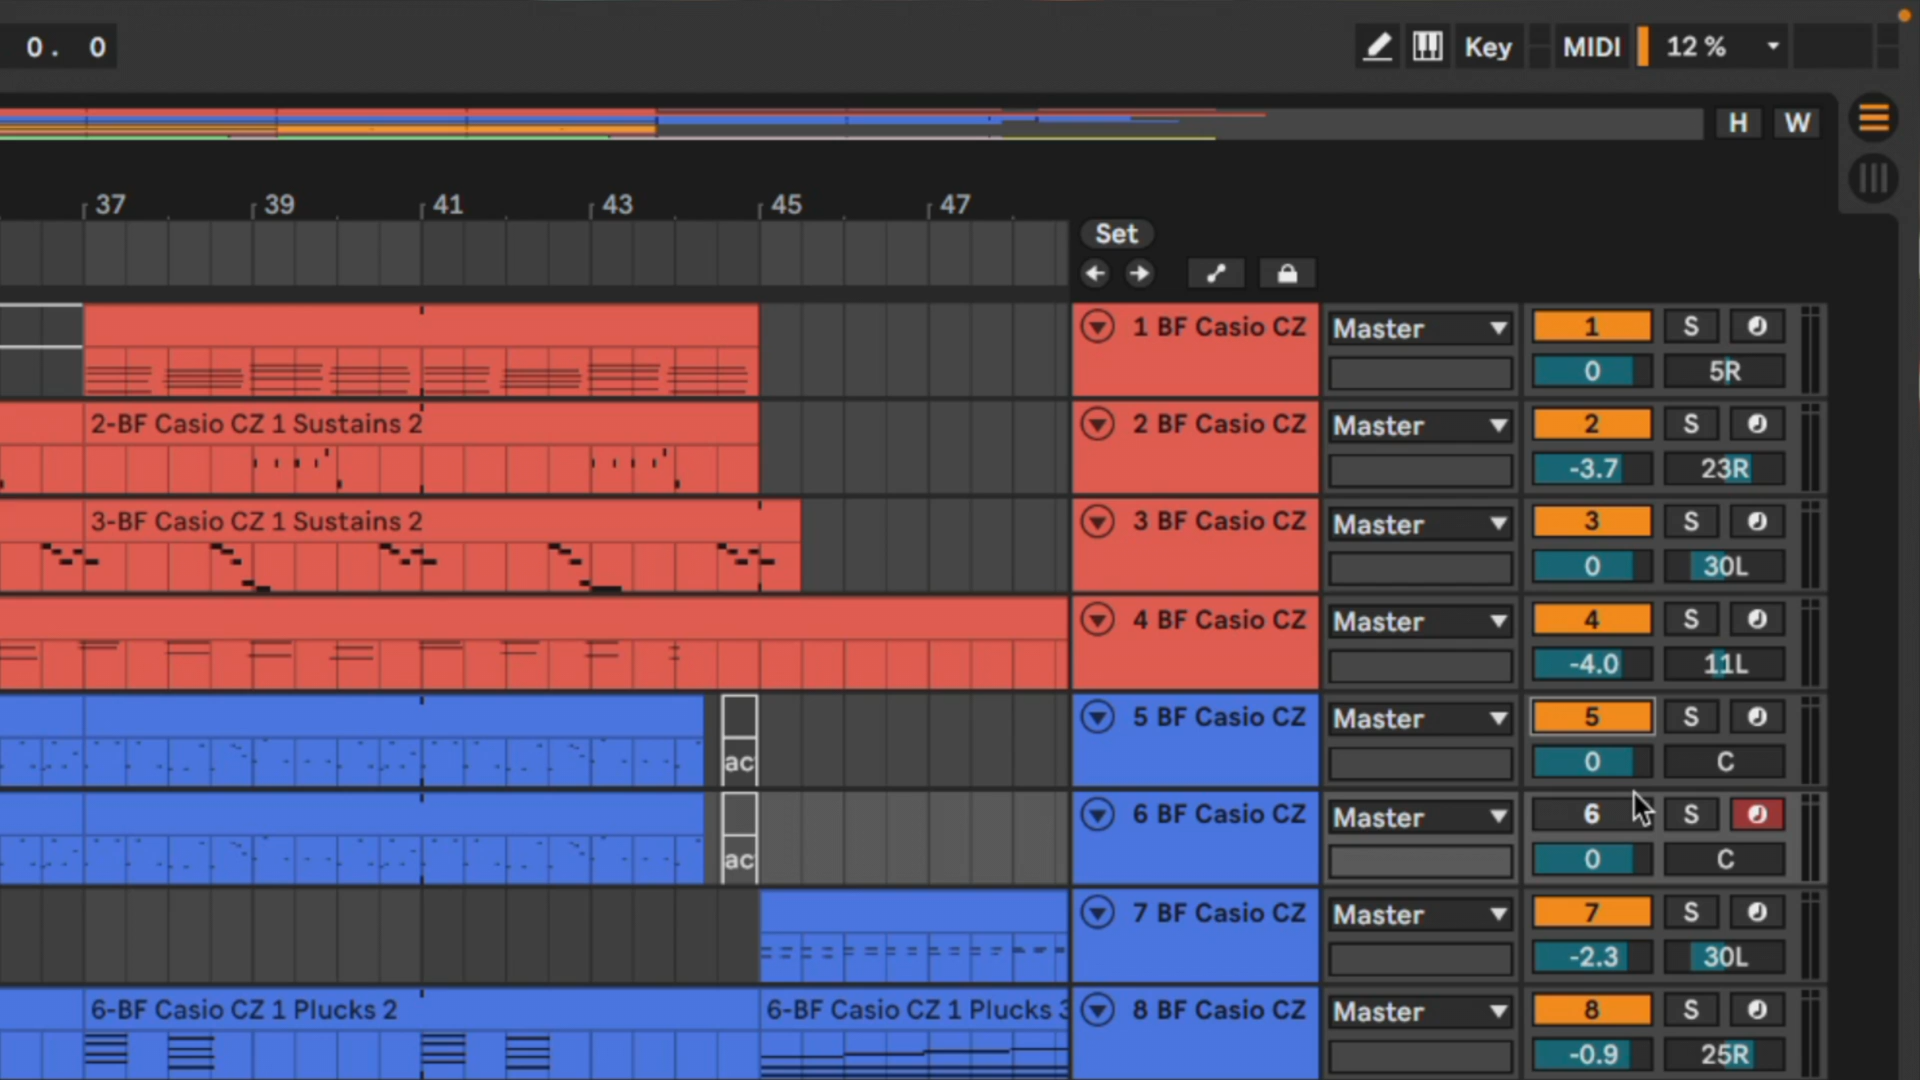 0. 0
Key MIDI 12 %
H W
37 39 41 43 45 47
Set
1 BF Casio CZ Master 1 S
0 5R
2-BF Casio CZ 1 Sustains 2 2 BF Casio CZ Master 2 S
-3.7 23R
3-BF Casio CZ 1 Sustains 2 3 BF Casio CZ Master 3 S
0 30L
4 BF Casio CZ Master 4 S
-4.0 11L
5 BF Casio CZ Master 5 S
ac 0 C
6 BF Casio CZ Master 6 S
ac 0 C
7 BF Casio CZ Master 7 S
-2.3 30L
6-BF Casio CZ 1 Plucks 2 6-BF Casio CZ 1 Plucks 3 8 BF Casio CZ Master 8 S
-0.9 25R